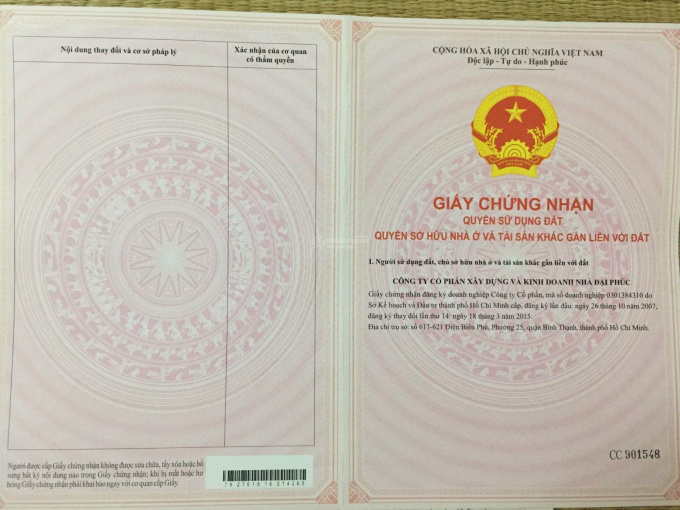 Nội dung thay đổi và cơ sở pháp lý
Xác nhận của cơ quan
có thẩm quyền
Người được cấp Giấy chứng nhận không được sửa chữa, tẩy xóa hoặc bổ
sung bất kỳ nội dung nào trong Giấy chứng nhận; khi bị mất hoặc hư
hỏng Giấy chứng nhận phải khai báo ngay với cơ quan cấp Giấy.
CỘNG HÒA XÃ HỘI CHỦ NGHĨA VIỆT NAM
Độc lập - Tự do - Hạnh phúc
GIẤY CHỨNG NHẬN
QUYỀN SỬ DỤNG ĐẤT
QUYỀN SỞ HỮU NHÀ Ở VÀ TÀI SẢN KHÁC GẮN LIỀN VỚI ĐẤT
I. Người sử dụng đất, chủ sở hữu nhà ở và tài sản khác gắn liền với đất
CÔNG TY CỔ PHẦN XÂY DỰNG VÀ KINH DOANH NHÀ ĐẠI PHÚC
Giấy chứng nhận đăng ký doanh nghiệp Công ty Cổ phần, mã số doanh nghiệp 0301384310 do
Sở Kế hoạch và Đầu tư thành phố Hồ Chí Minh cấp, đăng ký lần đầu: ngày 26 tháng 10 năm 2007,
đăng ký thay đổi lần thứ 14: ngày 18 tháng 3 năm 2015.
Địa chỉ trụ sở: số 617-621 Điện Biên Phủ, Phường 25, quận Bình Thạnh, thành phố Hồ Chí Minh.
CC 901548